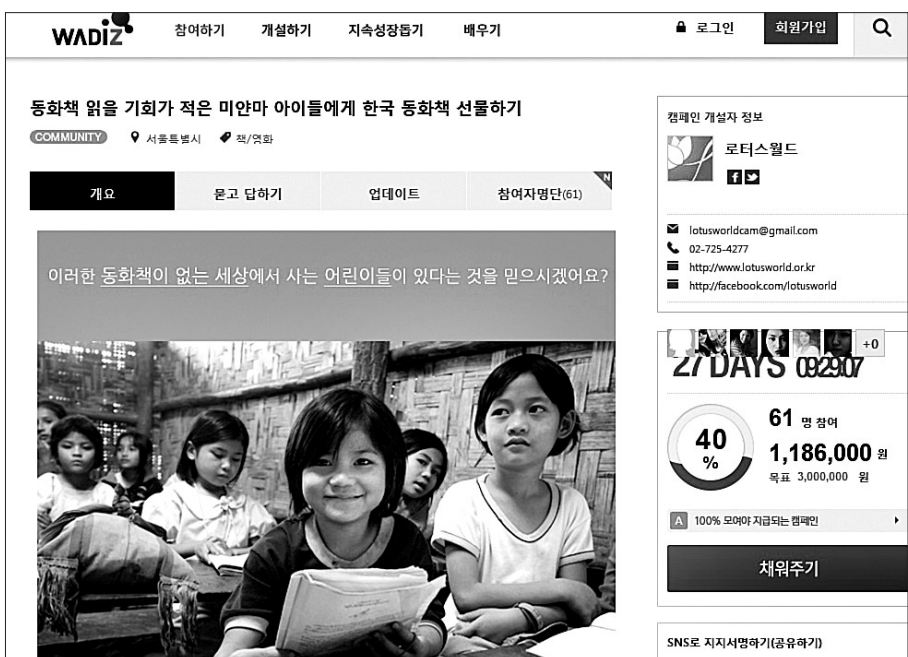 WADIZ
참여하기 개설하기 지속성장돕기 배우기
로그인 회원가입
동화책 읽을 기회가 적은 미얀마 아이들에게 한국 동화책 선물하기
COMMUNITY 서울특별시 책/영화
개요 묻고 답하기 업데이트 참여자명단(61)
N
이러한 동화책이 없는 세상에서 사는 어린이들이 있다는 것을 믿으시겠어요?
캠페인 개설자 정보
로터스월드
lotusworldcam@gmail.com
02-725-4277
http://www.lotusworld.or.kr
http://facebook.com/lotusworld
+0
27 DAYS 09:29:07
40
%
61 명 참여
1,186,000 원
목표 3,000,000 원
A 100% 모여야 지급되는 캠페인
채워주기
SNS로 지지서명하기(공유하기)